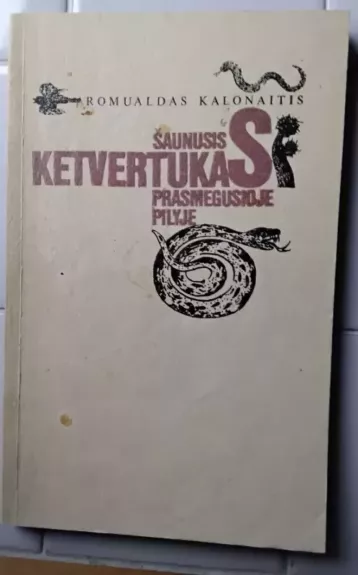 ROMUALDAS KALONAITIS
ŠAUNUSIS
KETVERTUKAS
PRASMEGUSIOJE
PILYJE